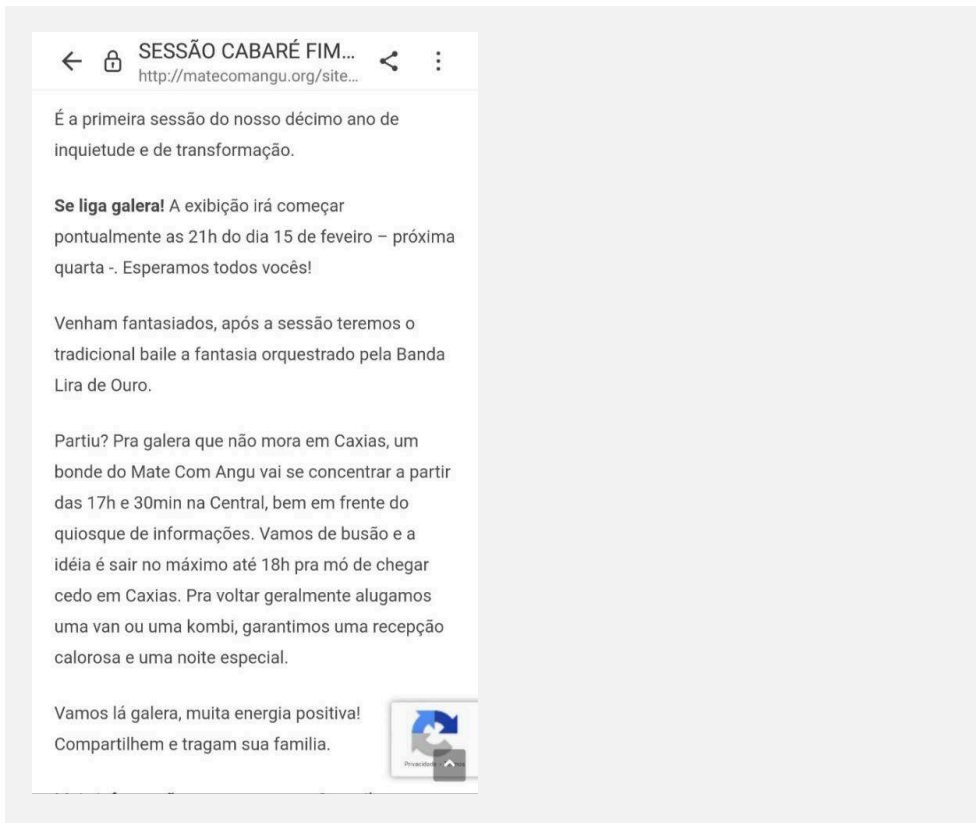 SESSÃO CABARÉ FIM...
http://matecomangu.org/site...
É a primeira sessão do nosso décimo ano de
inquietude e de transformação.
Se liga galera! A exibição irá começar
pontualmente as 21h do dia 15 de feveiro – próxima
quarta -. Esperamos todos vocês!
Venham fantasiados, após a sessão teremos o
tradicional baile a fantasia orquestrado pela Banda
Lira de Ouro.
Partiu? Pra galera que não mora em Caxias, um
bonde do Mate Com Angu vai se concentrar a partir
das 17h e 30min na Central, bem em frente do
quiosque de informações. Vamos de busão e a
idéia é sair no máximo até 18h pra mó de chegar
cedo em Caxias. Pra voltar geralmente alugamos
uma van ou uma kombi, garantimos uma recepção
calorosa e uma noite especial.
Vamos lá galera, muita energia positiva!
Compartilhem e tragam sua familia.
Privacidade